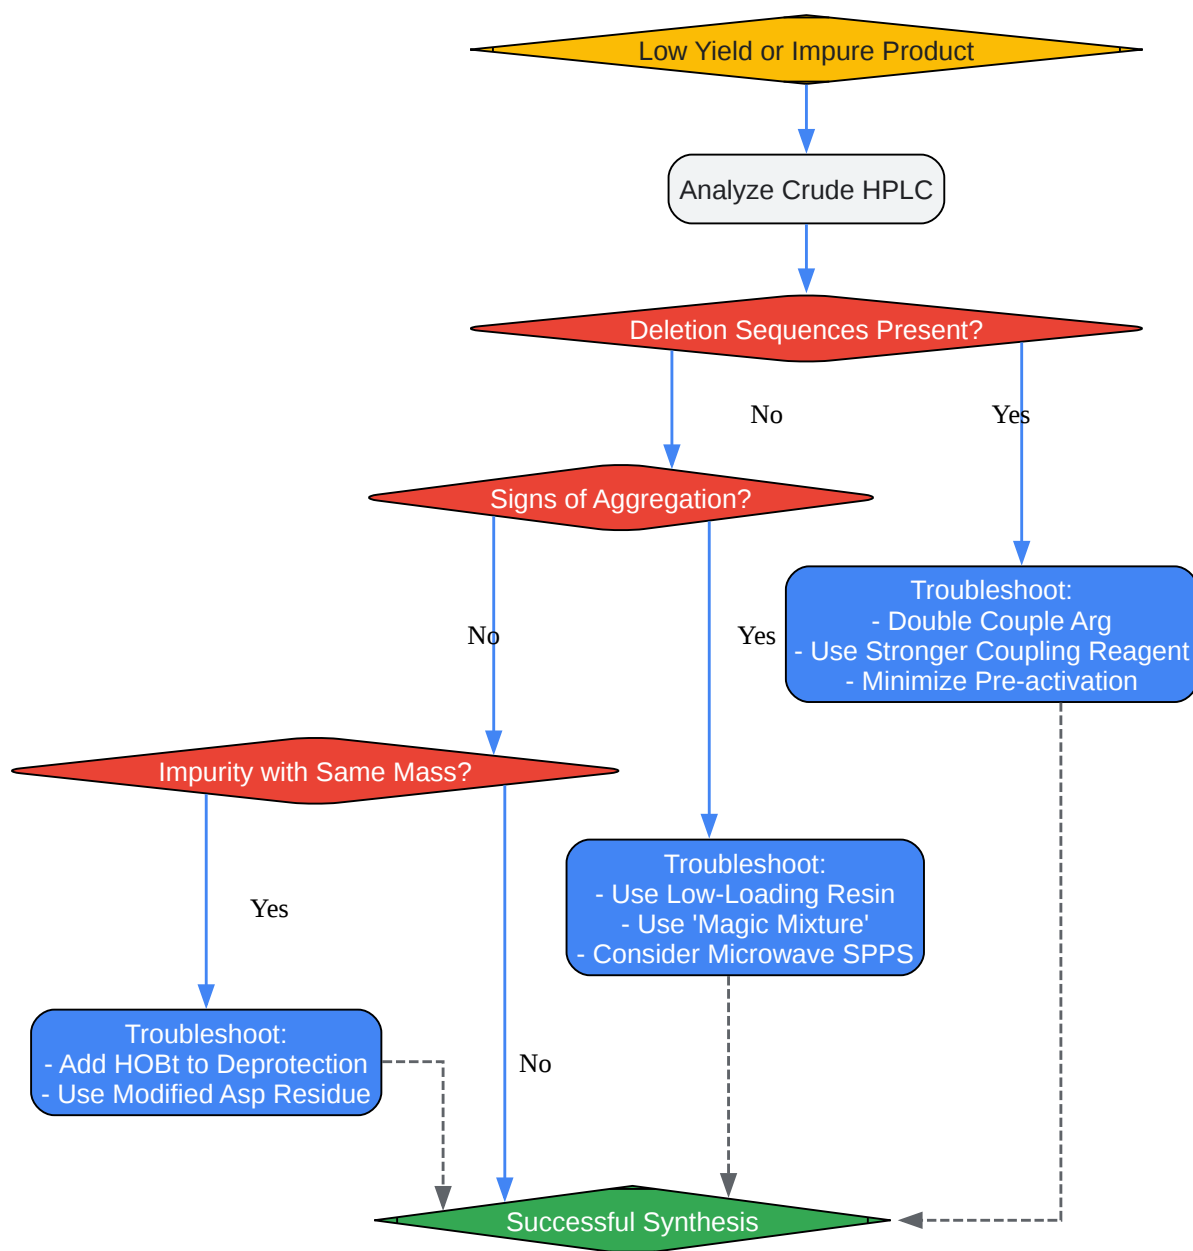 Low Yield or Impure Product
Analyze Crude HPLC
Deletion Sequences Present?
No
Yes
Signs of Aggregation?
Troubleshoot:
- Double Couple Arg
- Use Stronger Coupling Reagent
- Minimize Pre-activation
No
Yes
Impurity with Same Mass?
Troubleshoot:
- Use Low-Loading Resin
- Use 'Magic Mixture'
- Consider Microwave SPPS
Yes
Troubleshoot:
- Add HOBt to Deprotection
- Use Modified Asp Residue
No
Successful Synthesis